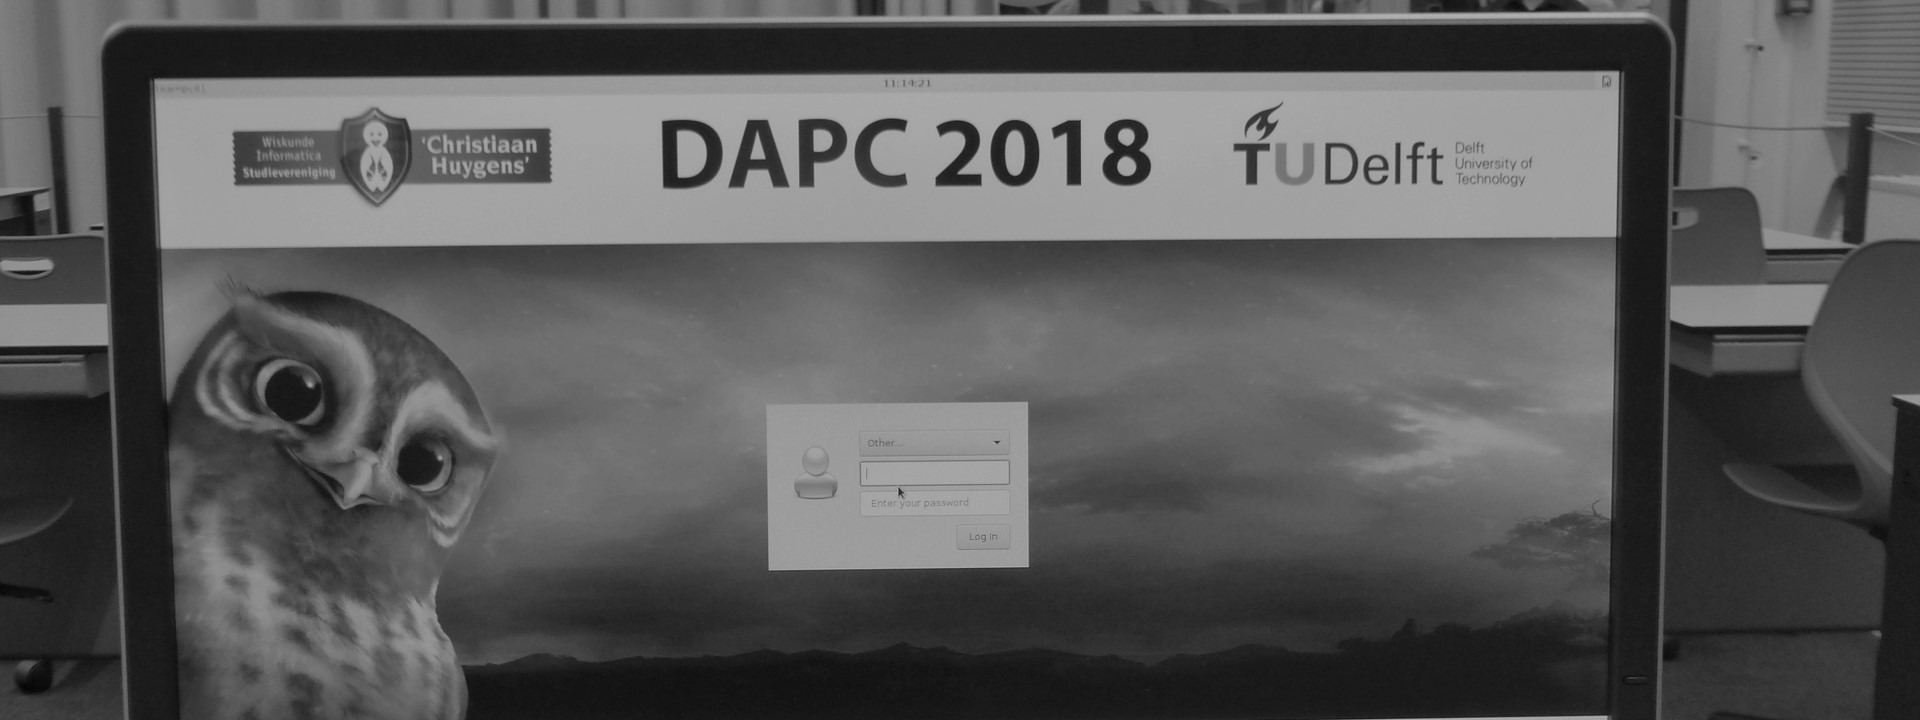 11:14:21
Wiskunde
Informatica
Studievereniging
'Christiaan
Huygens'
DAPC 2018
TU Delft
Delft
University of
Technology
Other...
Enter your password
Log In